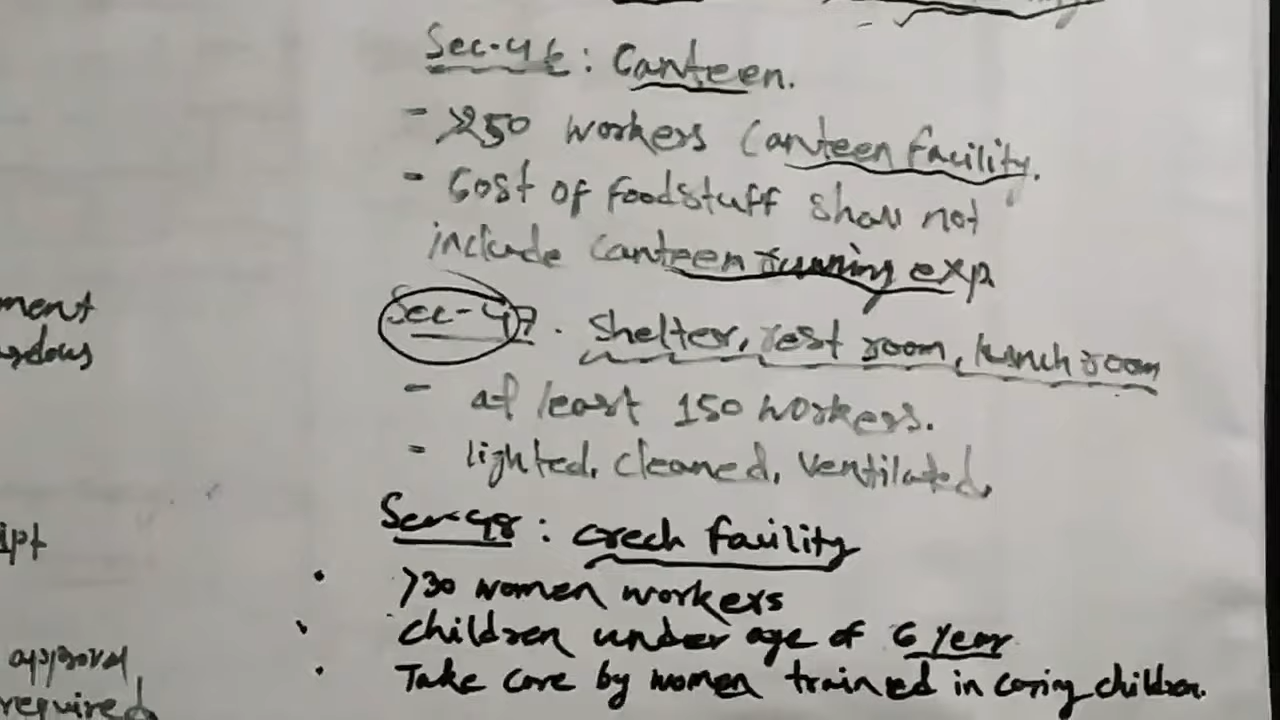 Sec-46 : Canteen.
- >250 workers Canteen facility.
- Cost of foodstuff shall not
include canteen running exp
Sec-47. Shelter, rest room, lunch room
- at least 150 workers.
- lighted, cleaned, ventilated,
Sec-48 : crech facility
• >30 women workers
• children under age of 6 year
• Take care by women trained in caring children.
ment
ipt
approval
required.